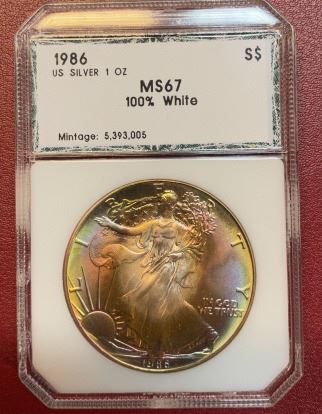 1986 S$
US SILVER 1 OZ
MS67
100% White
Mintage: 5,393,005
LIBERTY
IN GOD
WE TRUST
1986